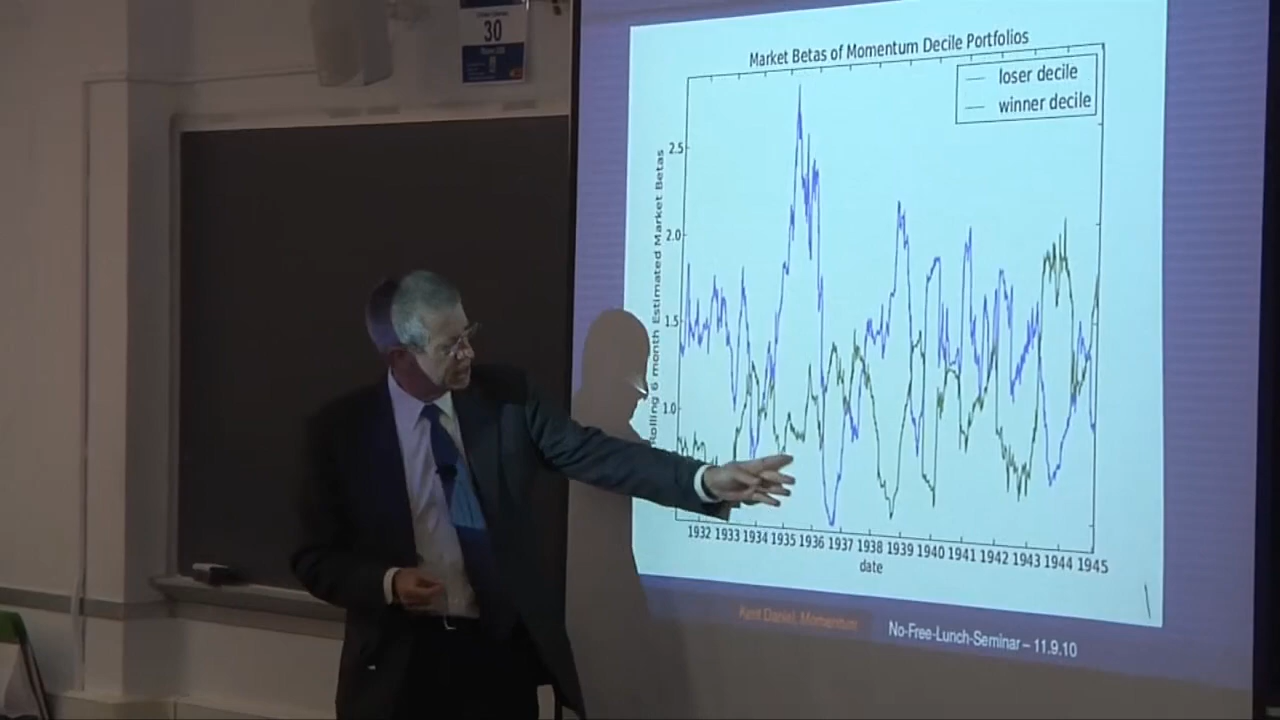 30
Market Betas of Momentum Decile Portfolios
loser decile
winner decile
Rolling 6 month Estimated Market Betas
2.5
2.0
1.5
1.0
1932 1933 1934 1935 1936 1937 1938 1939 1940 1941 1942 1943 1944 1945
date
Daniel, Momentum
No-Free-Lunch-Seminar – 11.9.10